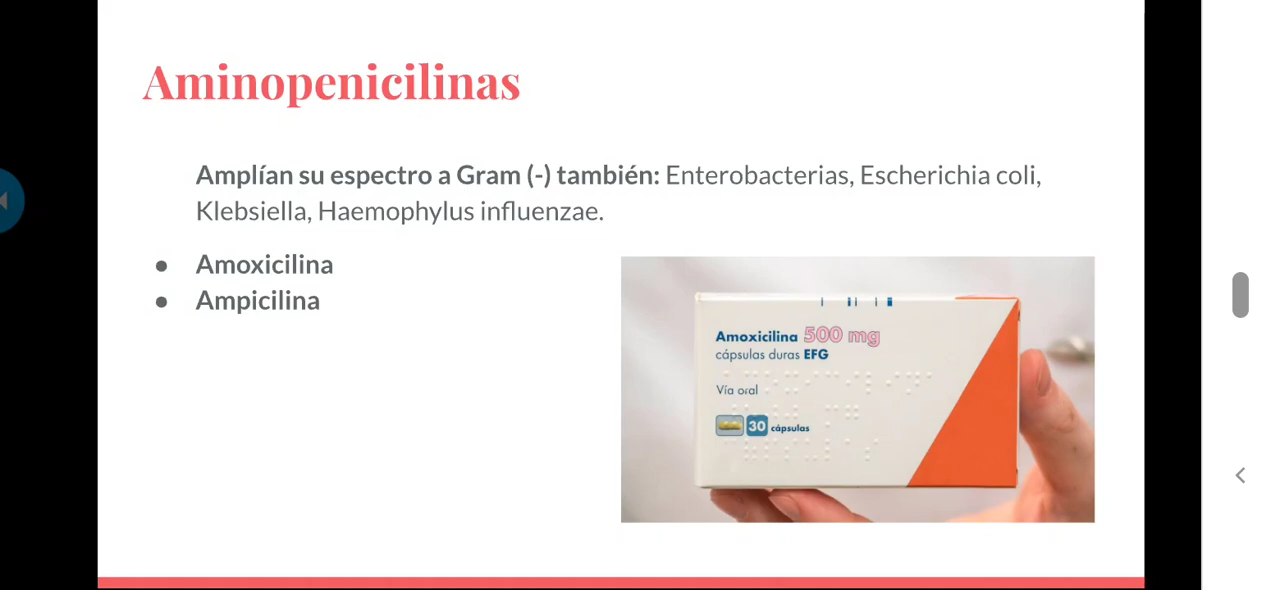 Aminopenicilinas
Amplían su espectro a Gram (-) también: Enterobacterias, Escherichia coli,
Klebsiella, Haemophylus influenzae.
● Amoxicilina
● Ampicilina
Amoxicilina 500 mg
cápsulas duras EFG
Vía oral
30 cápsulas